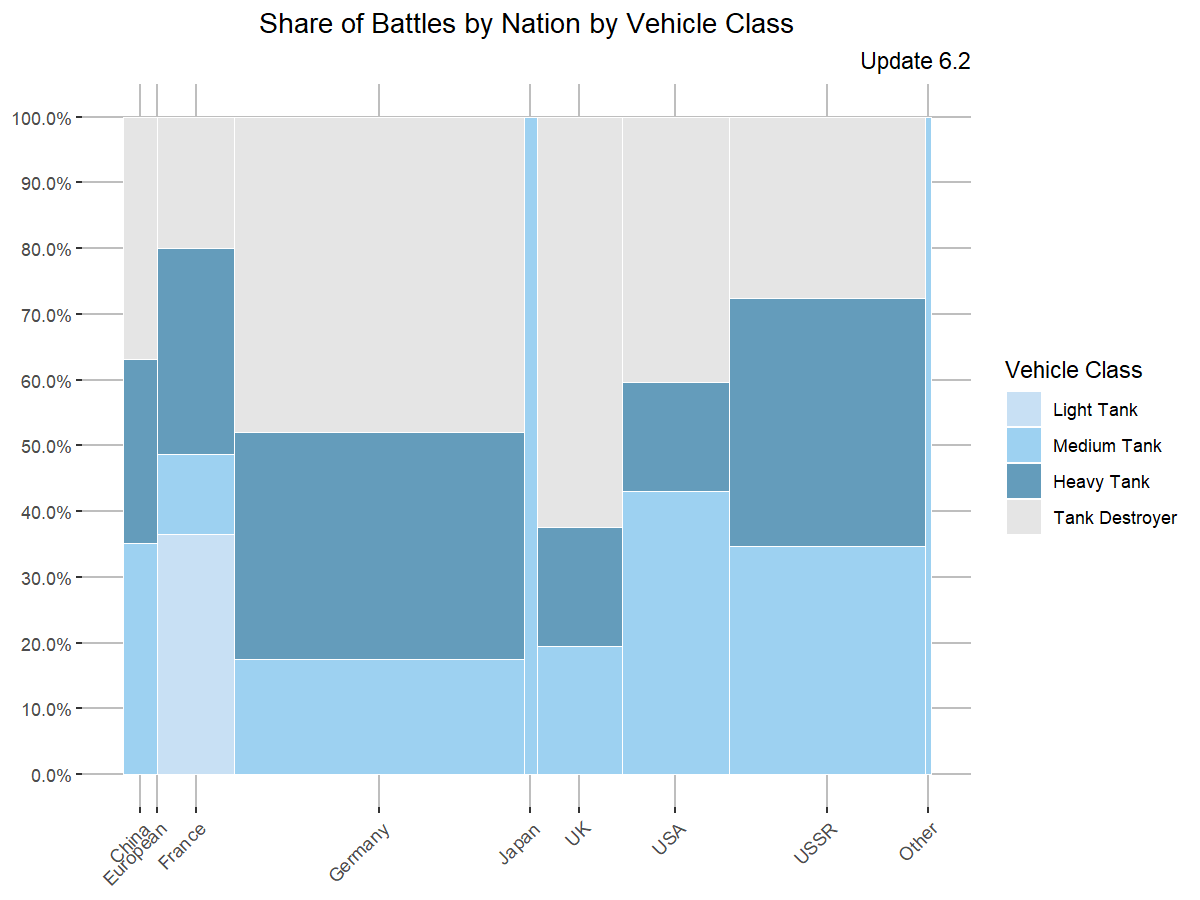 Share of Battles by Nation by Vehicle Class
Update 6.2
100.0%
90.0%
80.0%
70.0%
60.0%
50.0%
40.0%
30.0%
20.0%
10.0%
0.0%
China
European
France
Germany
Japan
UK
USA
USSR
Other
Vehicle Class
Light Tank
Medium Tank
Heavy Tank
Tank Destroyer